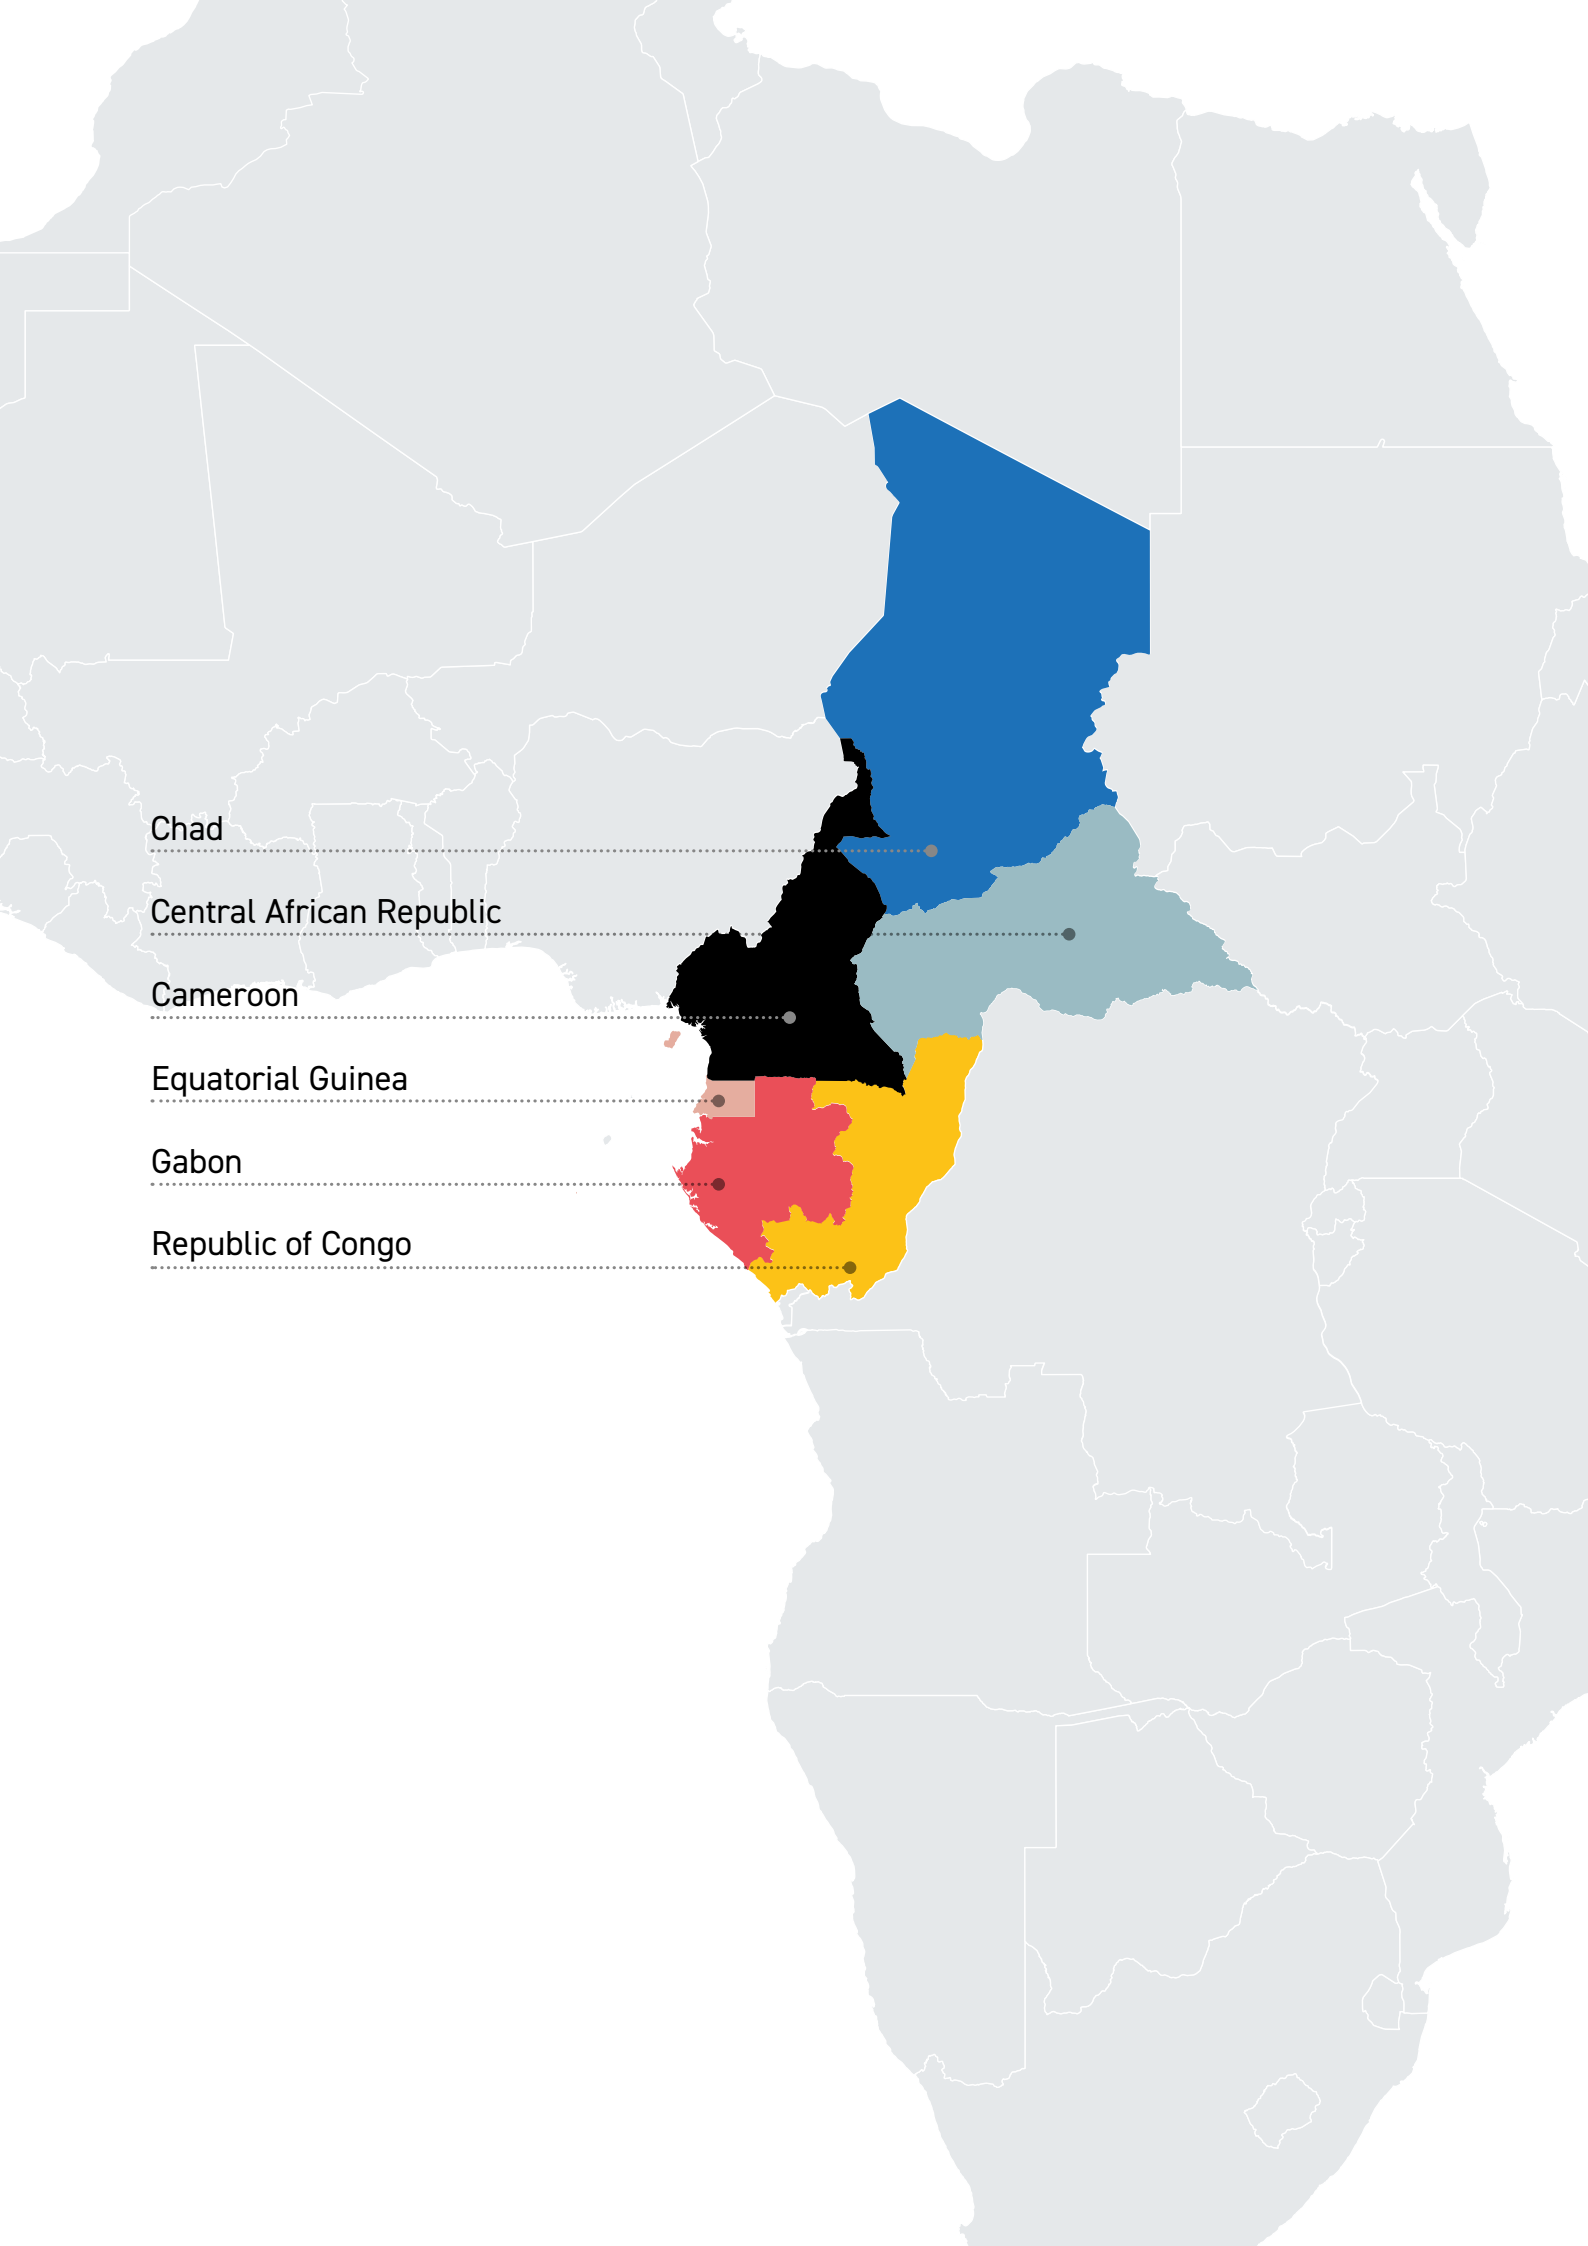 Chad
Central African Republic
Cameroon
Equatorial Guinea
Gabon
Republic of Congo